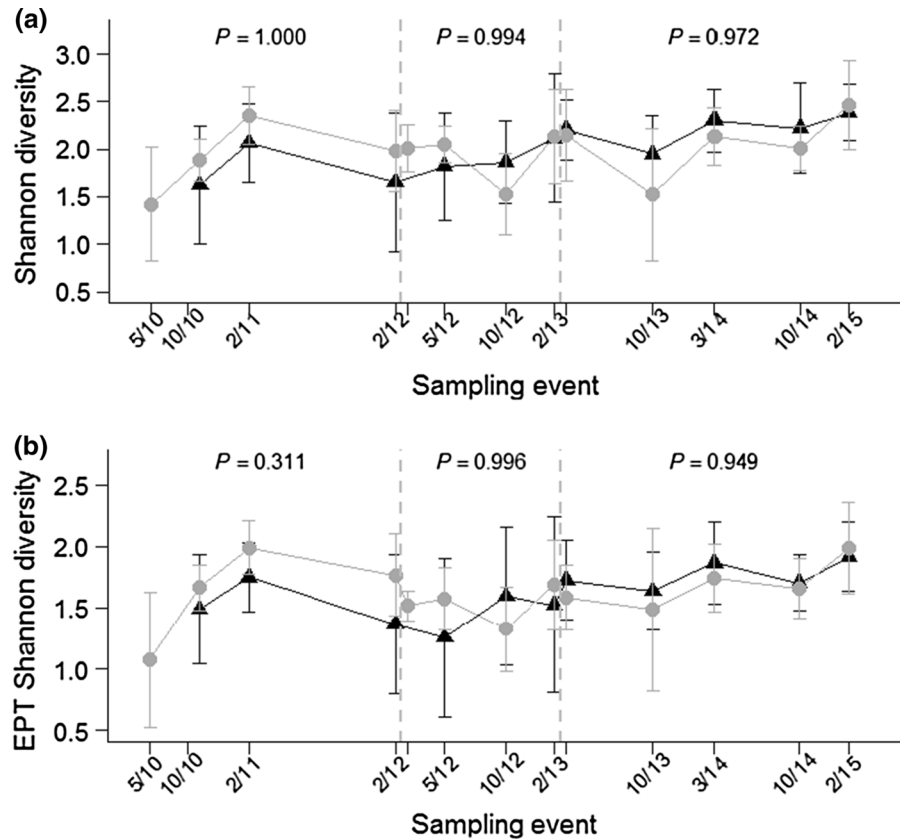 (a)
P = 1.000 P = 0.994 P = 0.972
Shannon diversity
3.0
2.5
2.0
1.5
1.0
0.5
5/10 10/10 2/11 2/12 5/12 10/12 2/13 10/13 3/14 10/14 2/15
Sampling event
(b)
P = 0.311 P = 0.996 P = 0.949
EPT Shannon diversity
2.5
2.0
1.5
1.0
0.5
5/10 10/10 2/11 2/12 5/12 10/12 2/13 10/13 3/14 10/14 2/15
Sampling event